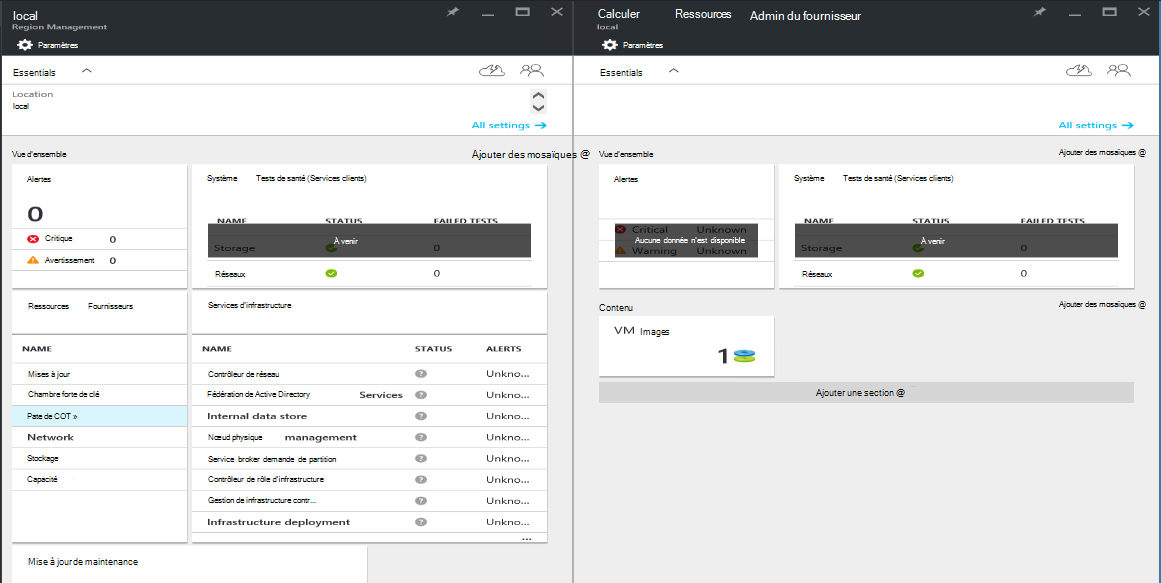 local
Region Management
Paramètres
Essentials
Location
local
All settings →
Vue d'ensemble
Ajouter des mosaïques @
Alertes
0
Critique 0
Avertissement 0
Système Tests de santé (Services clients)
NAME STATUS FAILED TESTS
À venir
Storage 0
Réseaux 0
Ressources Fournisseurs
NAME
Mises à jour
Chambre forte de clé
Pate de COT »
Network
Stockage
Capacité
Services d'infrastructure
NAME STATUS ALERTS
Contrôleur de réseau Unkno...
Fédération de Active Directory Services Unkno...
Internal data store Unkno...
Nœud physique management Unkno...
Service broker demande de partition Unkno...
Contrôleur de rôle d'infrastructure Unkno...
Gestion de infrastructure contr... Unkno...
Infrastructure deployment Unkno...
...
Mise à jour de maintenance
Calculer Ressources Admin du fournisseur
local
Paramètres
Essentials
All settings →
Vue d'ensemble
Ajouter des mosaïques @
Alertes
Critical Unknown
Aucune donnée n'est disponible
Warning Unknown
Système Tests de santé (Services clients)
NAME STATUS FAILED TESTS
À venir
Storage 0
Réseaux 0
Contenu
Ajouter des mosaïques @
VM Images
1
Ajouter une section @